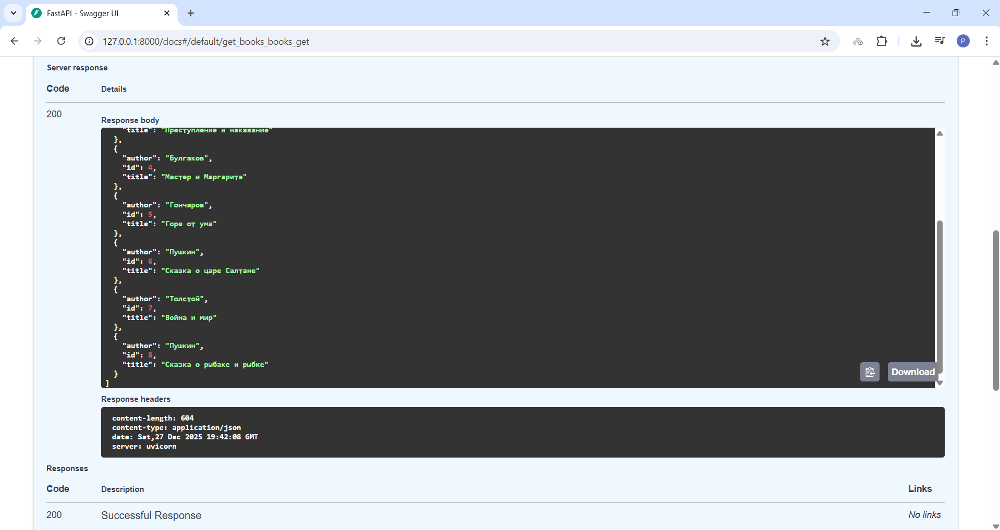 FastAPI - Swagger UI
127.0.0.1:8000/docs#/default/get_books_books_get
P
Server response
Code Details
200
Response body
"title": "Преступление и наказание"
},
{
"author": "Булгаков",
"id": 4,
"title": "Мастер и Маргарита"
},
{
"author": "Гончаров",
"id": 5,
"title": "Горе от ума"
},
{
"author": "Пушкин",
"id": 6,
"title": "Сказка о царе Салтане"
},
{
"author": "Толстой",
"id": 7,
"title": "Война и мир"
},
{
"author": "Пушкин",
"id": 8,
"title": "Сказка о рыбаке и рыбке"
}
]
Download
Response headers
content-length: 604
content-type: application/json
date: Sat,27 Dec 2025 19:42:08 GMT
server: uvicorn
Responses
Code Description Links
200 Successful Response No links